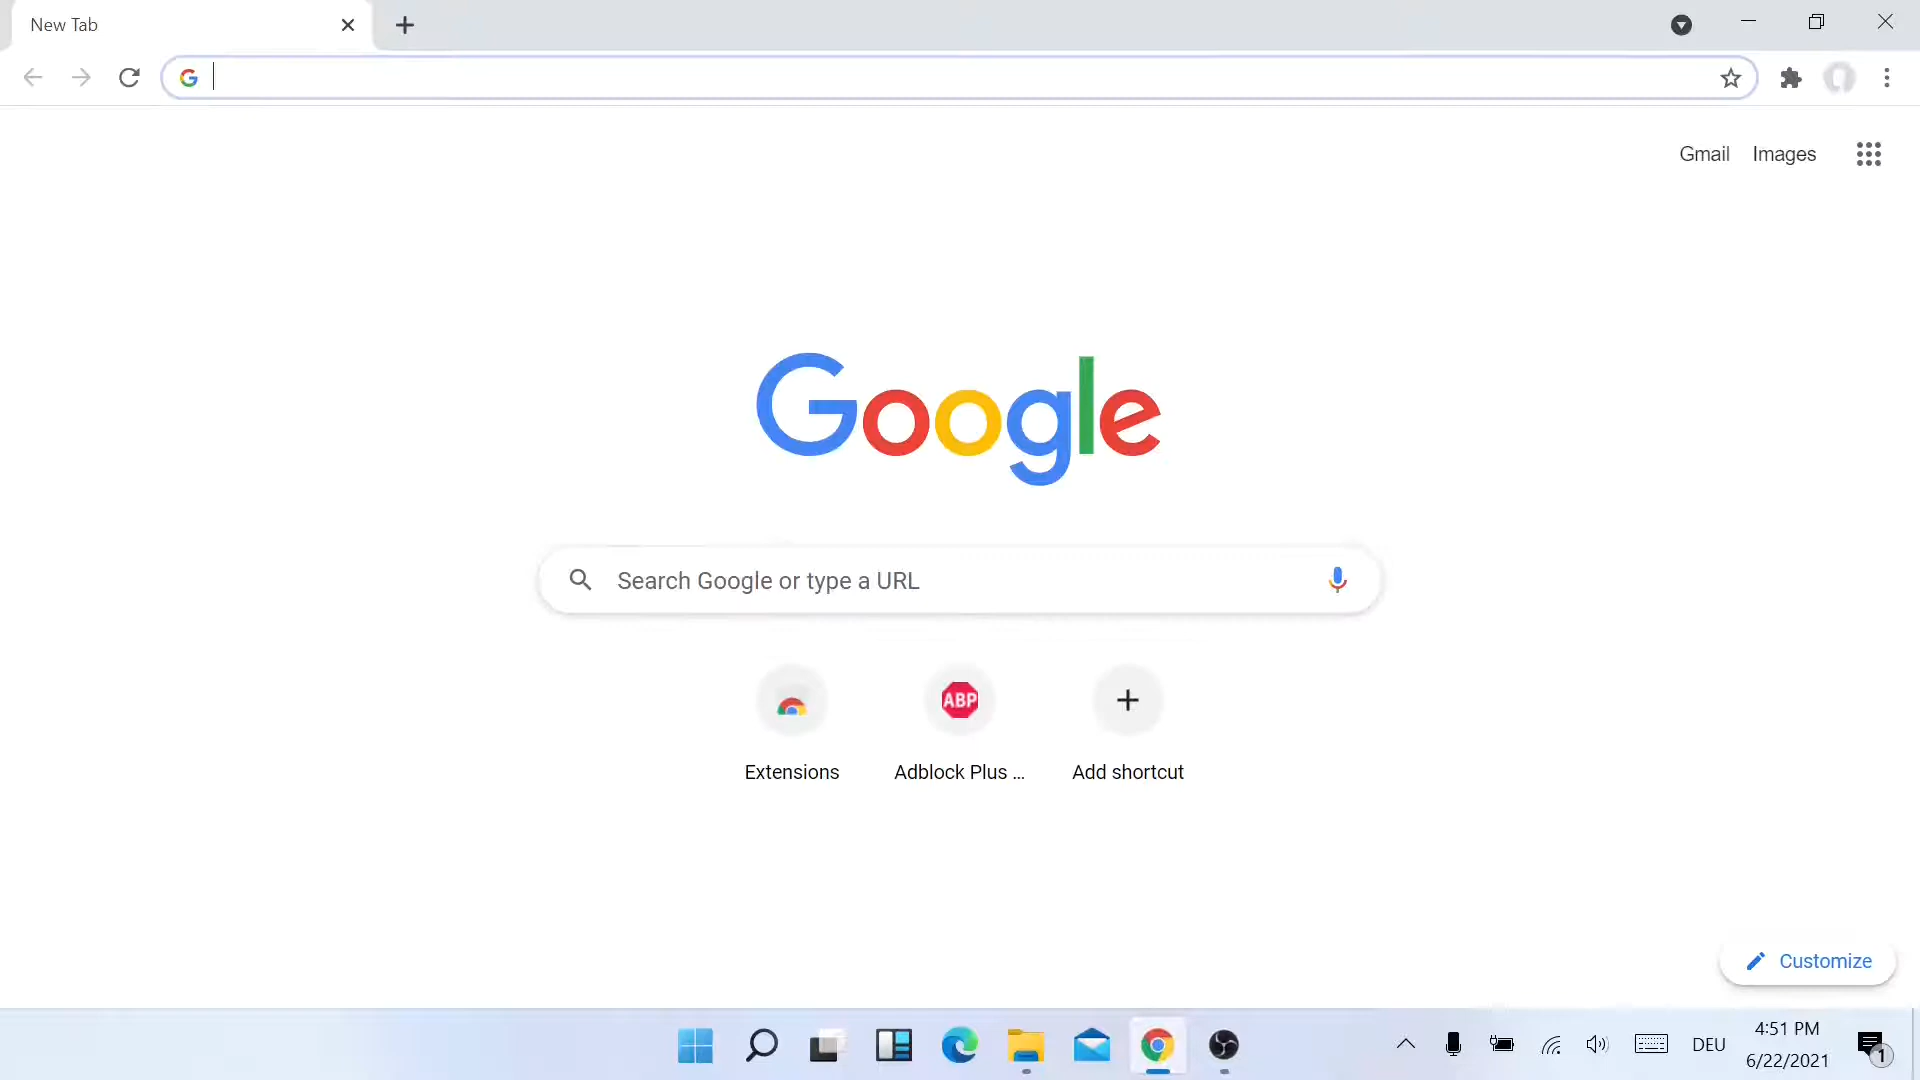 New Tab
Gmail Images
Google
Search Google or type a URL
ABP
Extensions
Adblock Plus ...
Add shortcut
Customize
DEU
4:51 PM
6/22/2021
1